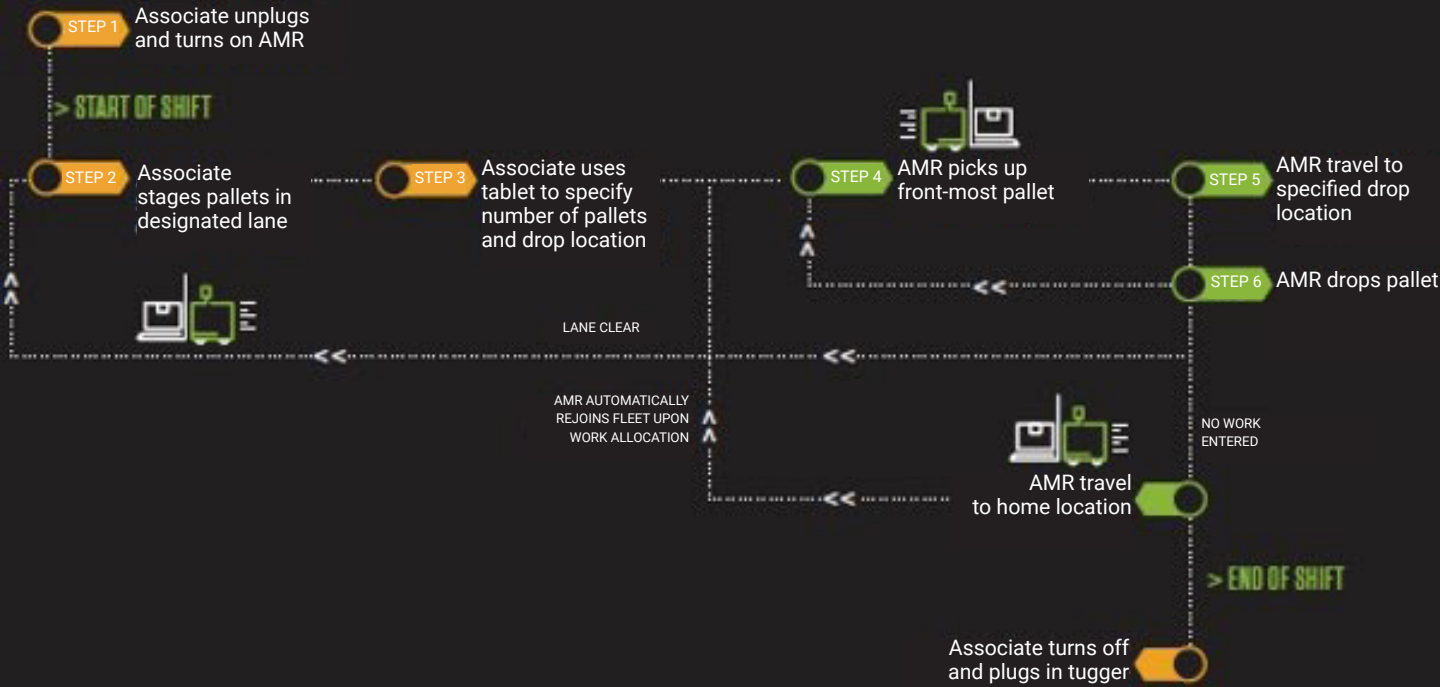 STEP 1
Associate unplugs
and turns on AMR
> START OF SHIFT
STEP 2
Associate
stages pallets in
designated lane
STEP 3
Associate uses
tablet to specify
number of pallets
and drop location
STEP 4
AMR picks up
front-most pallet
STEP 5
AMR travel to
specified drop
location
STEP 6
AMR drops pallet
LANE CLEAR
AMR AUTOMATICALLY
REJOINS FLEET UPON
WORK ALLOCATION
NO WORK
ENTERED
AMR travel
to home location
> END OF SHIFT
Associate turns off
and plugs in tugger